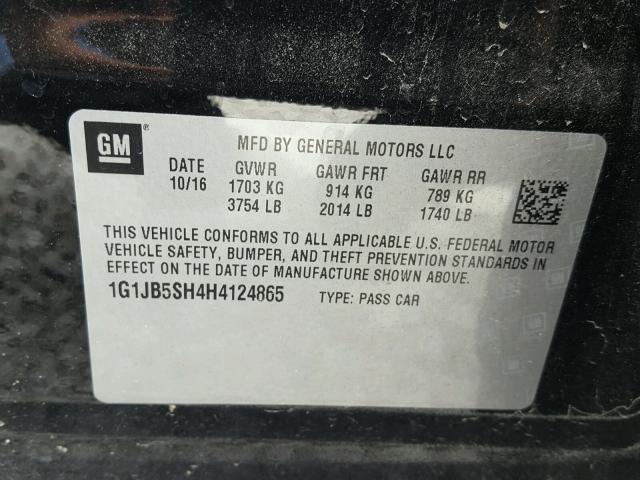 GM ®
MFD BY GENERAL MOTORS LLC
DATE GVWR GAWR FRT GAWR RR
10/16 1703 KG 914 KG 789 KG
3754 LB 2014 LB 1740 LB
THIS VEHICLE CONFORMS TO ALL APPLICABLE U.S. FEDERAL MOTOR
VEHICLE SAFETY, BUMPER, AND THEFT PREVENTION STANDARDS IN
EFFECT ON THE DATE OF MANUFACTURE SHOWN ABOVE.
1G1JB5SH4H4124865 TYPE: PASS CAR